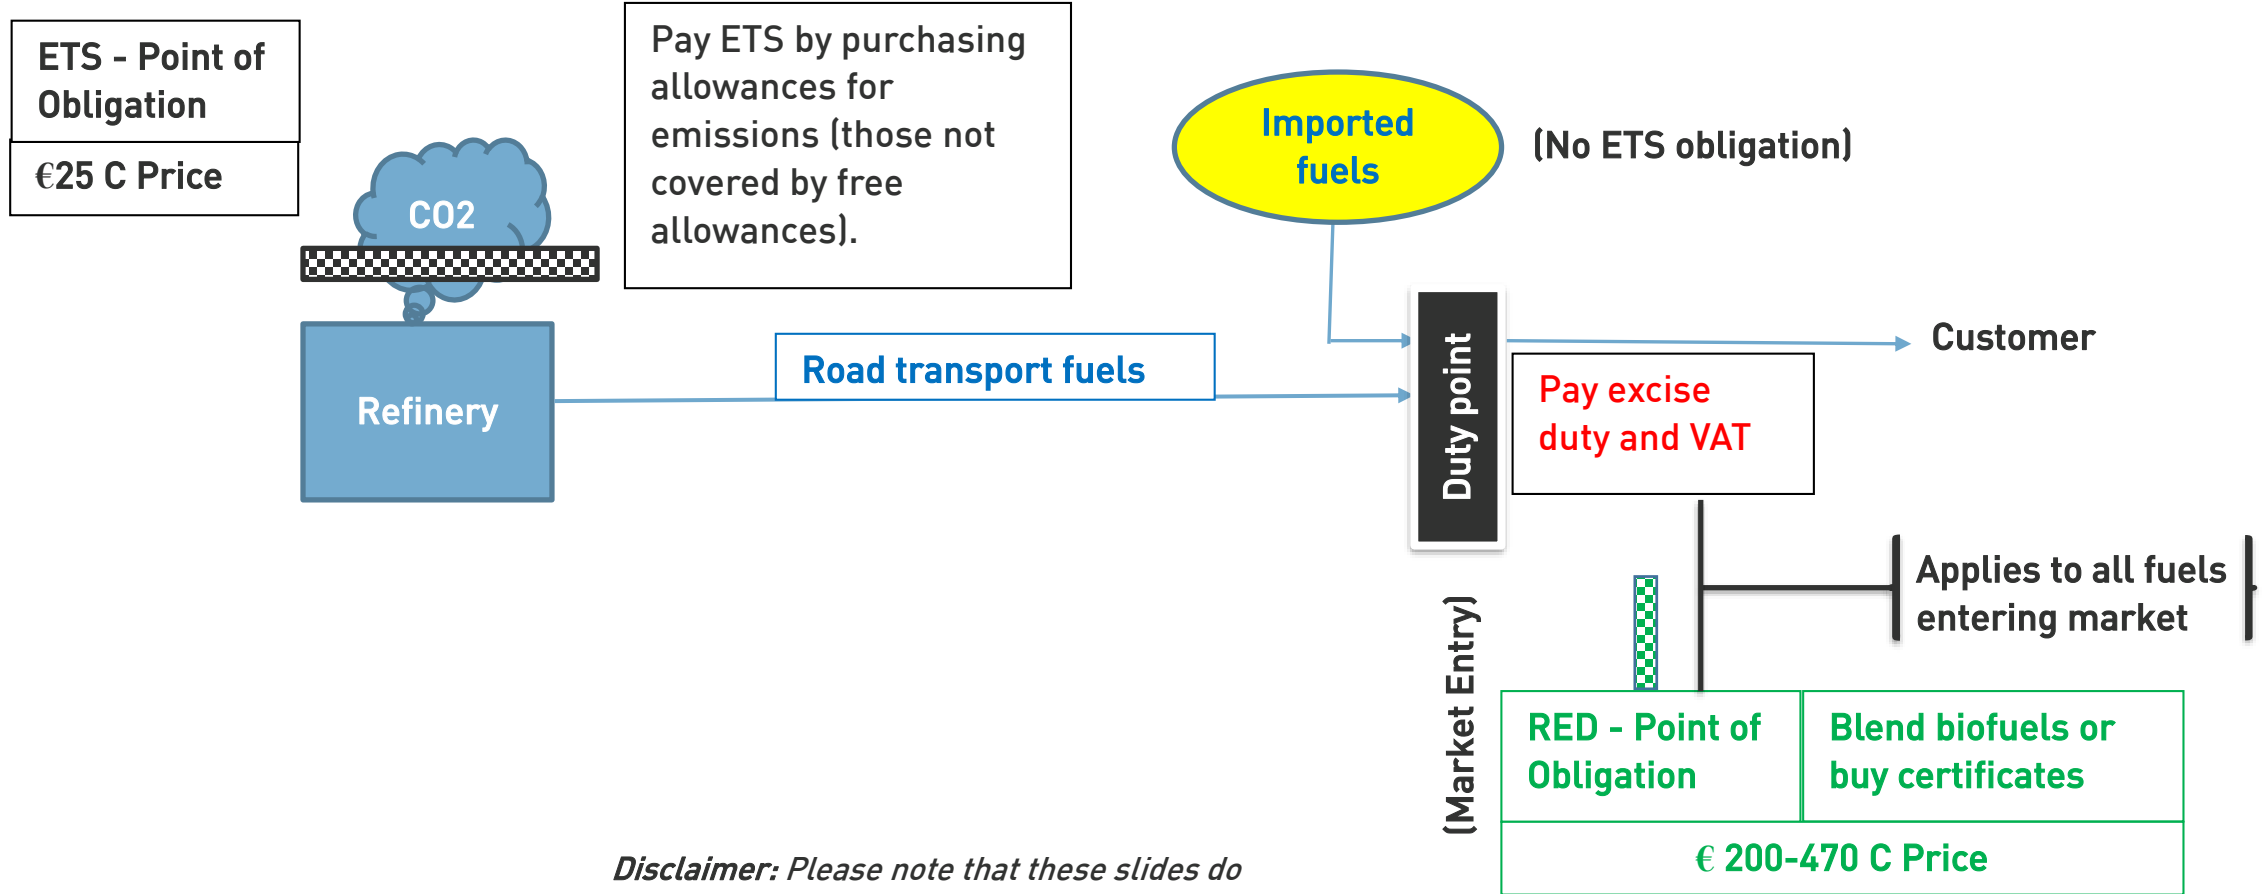 ETS - Point of
Obligation
€25 C Price
CO2
Refinery
Pay ETS by purchasing
allowances for
emissions (those not
covered by free
allowances).
Road transport fuels
Imported
fuels
(No ETS obligation)
Duty point
(Market Entry)
Customer
Pay excise
duty and VAT
Applies to all fuels
entering market
RED - Point of
Obligation
Blend biofuels or
buy certificates
€ 200-470 C Price
Disclaimer: Please note that these slides do